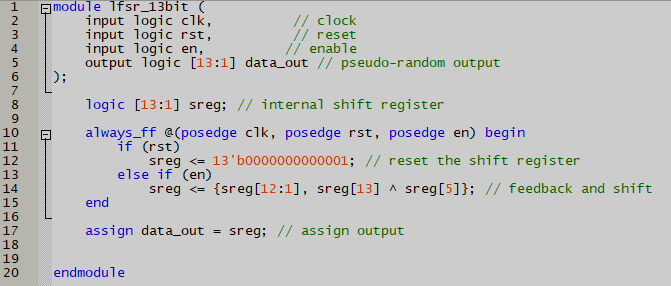 1 module lfsr_13bit (
2 input logic clk, // clock
3 input logic rst, // reset
4 input logic en, // enable
5 output logic [13:1] data_out // pseudo-random output
6 );
7
8 logic [13:1] sreg; // internal shift register
9
10 always_ff @(posedge clk, posedge rst, posedge en) begin
11 if (rst)
12 sreg <= 13'b0000000000001; // reset the shift register
13 else if (en)
14 sreg <= {sreg[12:1], sreg[13] ^ sreg[5]}; // feedback and shift
15 end
16
17 assign data_out = sreg; // assign output
18
19
20 endmodule